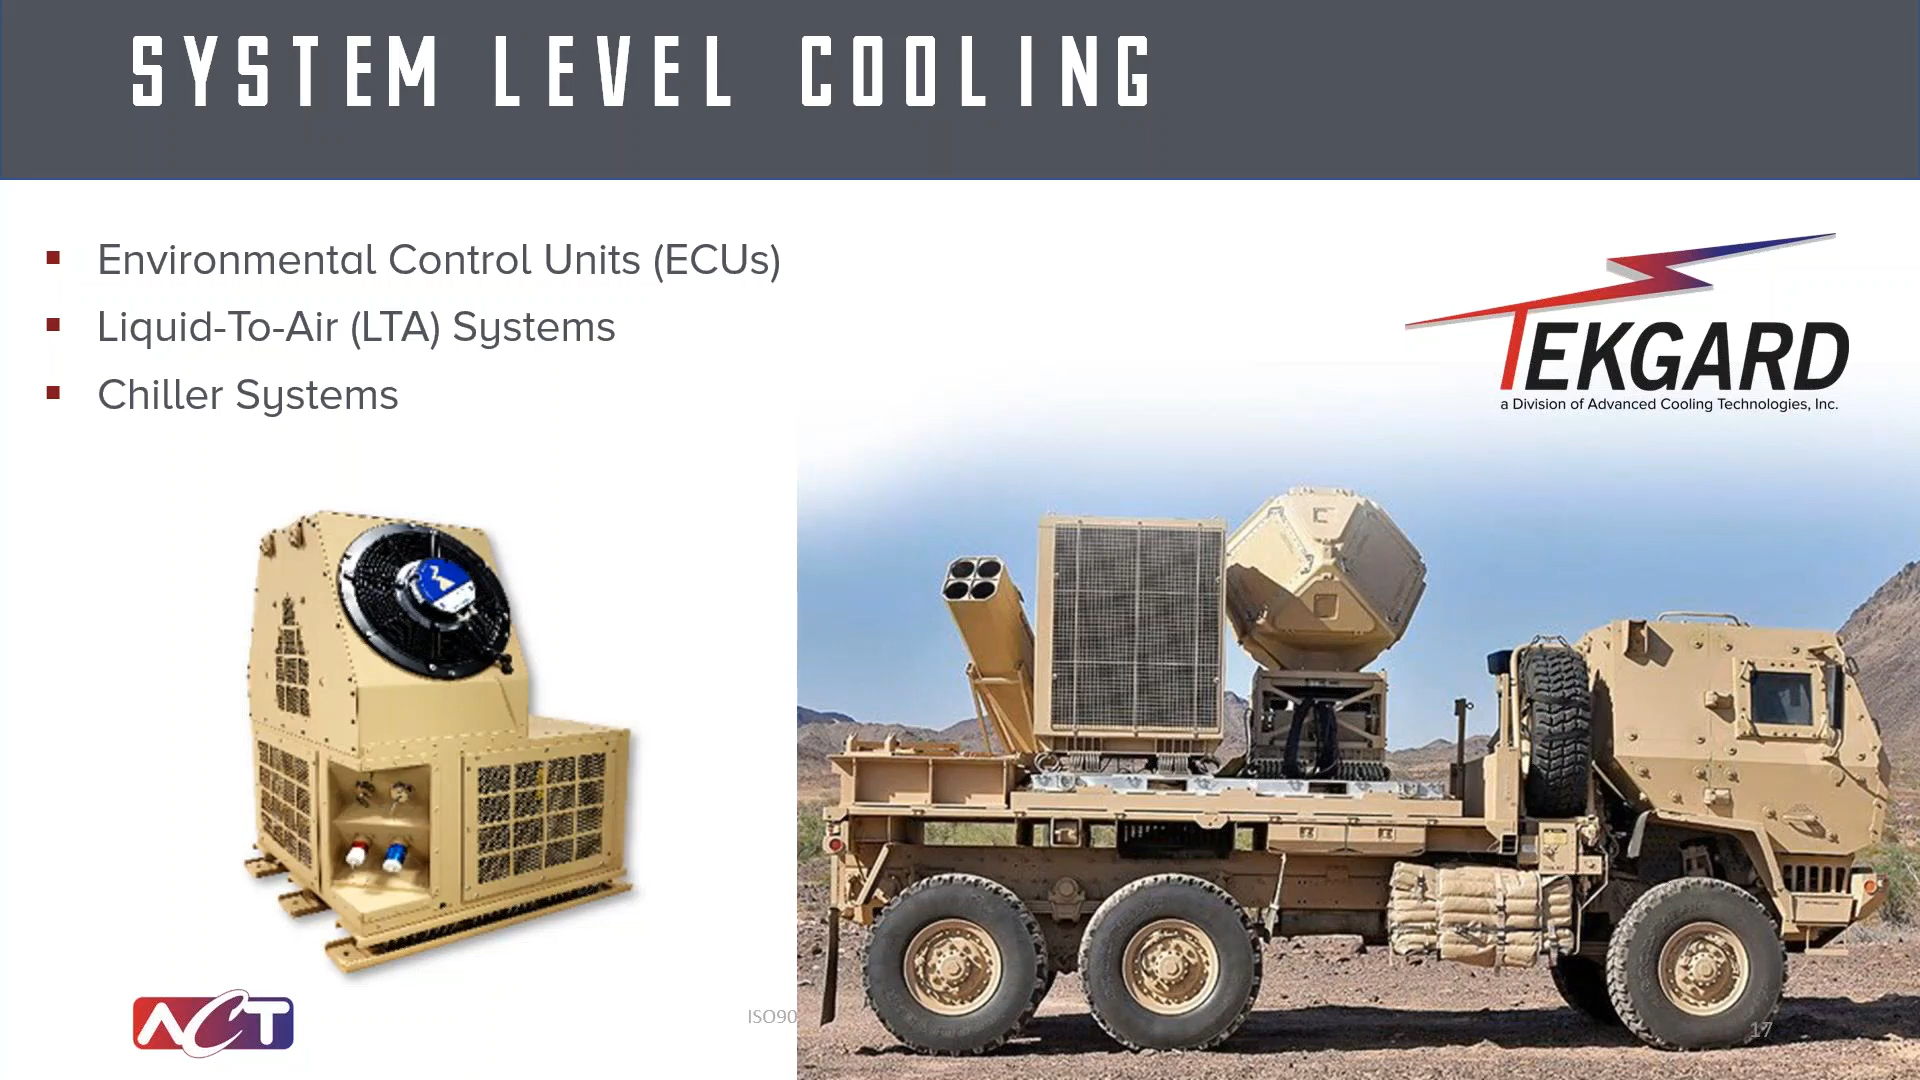 SYSTEM LEVEL COOLING
Environmental Control Units (ECUs)
Liquid-To-Air (LTA) Systems
Chiller Systems
TEKGARD
a Division of Advanced Cooling Technologies, Inc.
ACT
ISO90
17